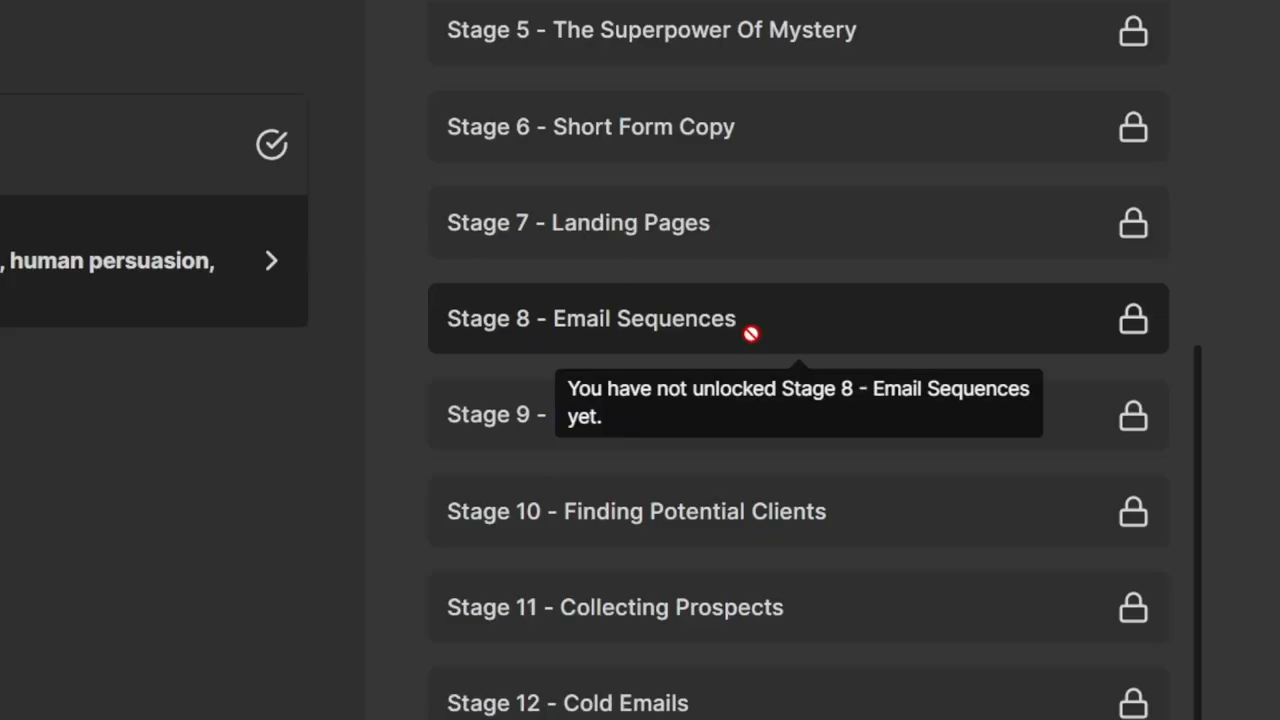 Stage 5 - The Superpower Of Mystery
Stage 6 - Short Form Copy
Stage 7 - Landing Pages
, human persuasion,
Stage 8 - Email Sequences
You have not unlocked Stage 8 - Email Sequences
yet.
Stage 9 -
Stage 10 - Finding Potential Clients
Stage 11 - Collecting Prospects
Stage 12 - Cold Emails